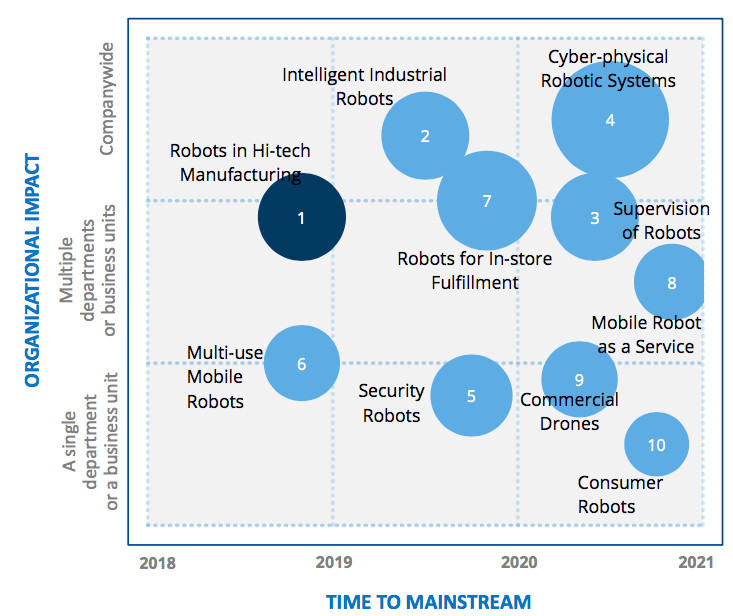 Cyber-physical
Robotic Systems
Intelligent Industrial
Robots
4
2
Robots in Hi-tech
Manufacturing
7
1
3
Supervision
of Robots
Robots for In-store
Fulfillment
8
Mobile Robot
as a Service
Multi-use
Mobile
Robots
6
Security
Robots
5
9
Commercial
Drones
10
Consumer
Robots
ORGANIZATIONAL IMPACT
Companywide
Multiple
departments
or business units
A single
department
or a business unit
2018
2019
2020
2021
TIME TO MAINSTREAM